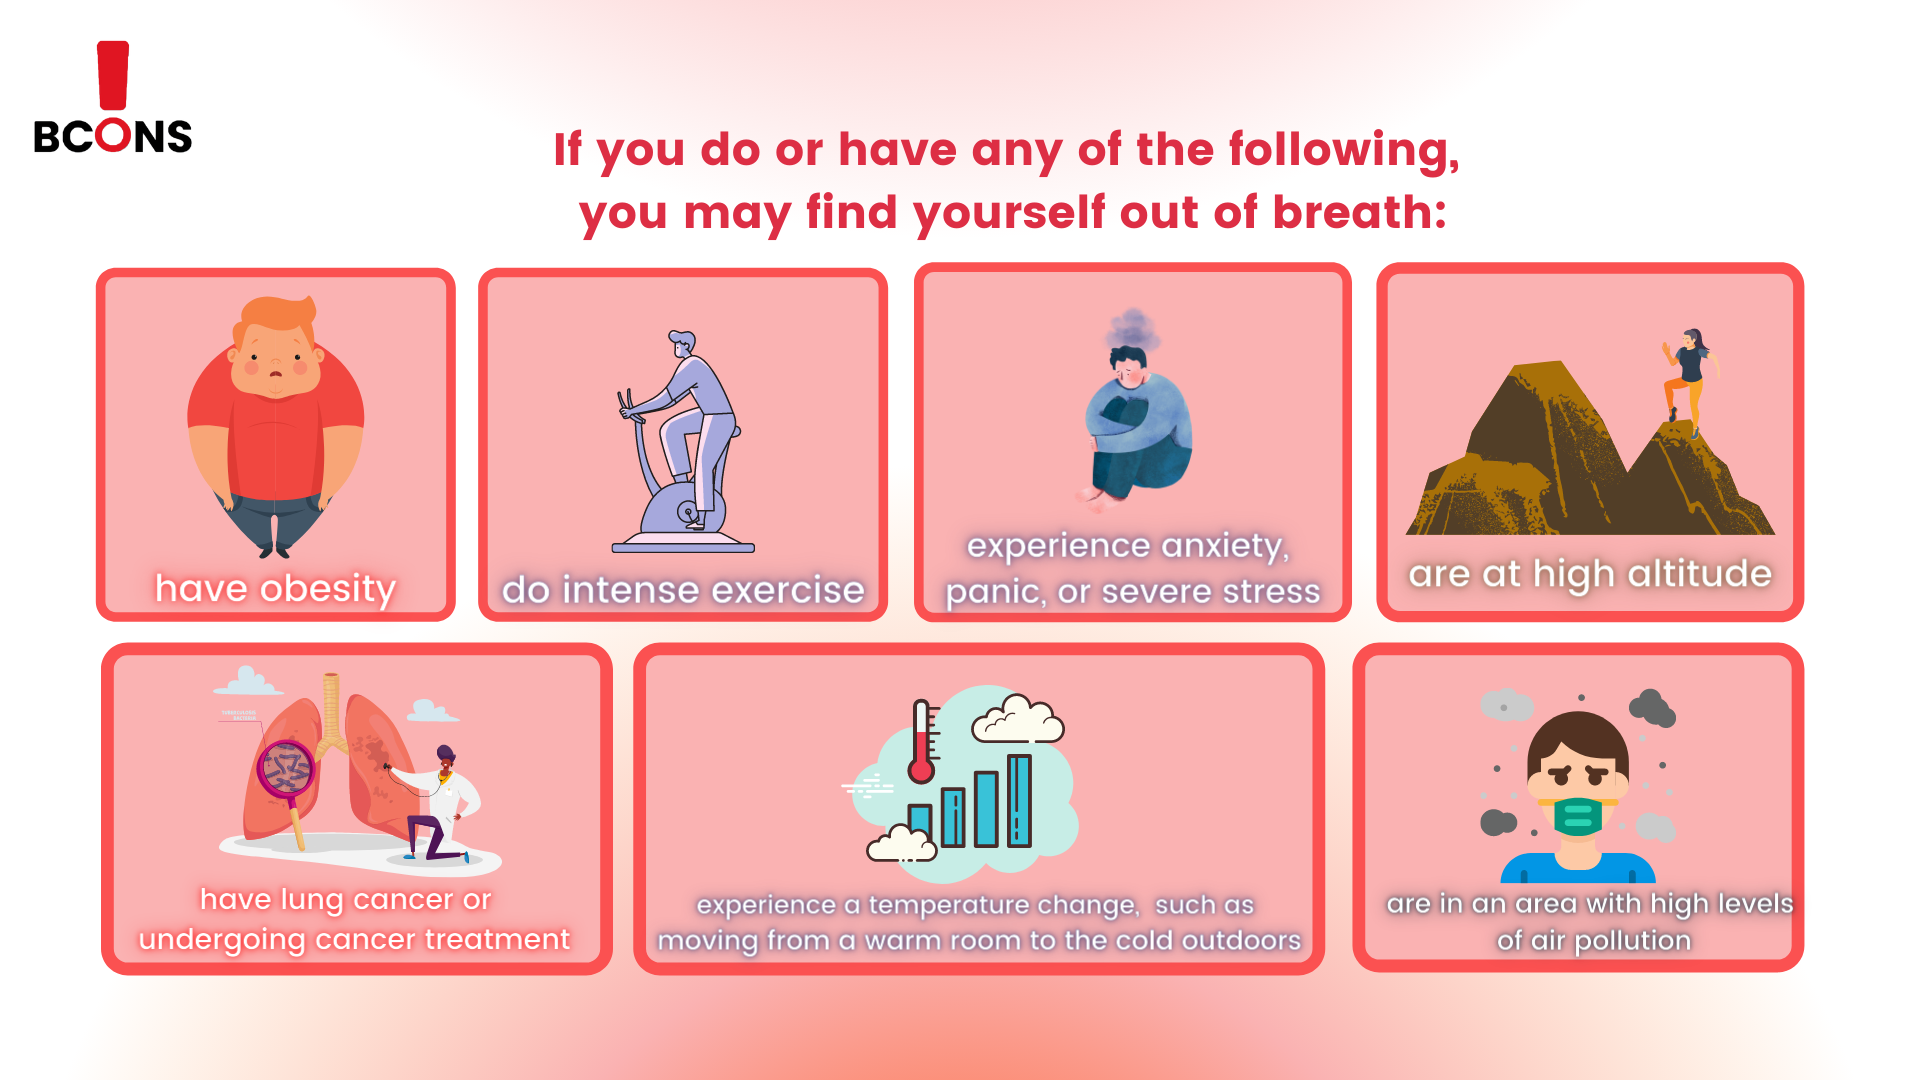 BCONS
If you do or have any of the following,
you may find yourself out of breath:
have obesity
do intense exercise
experience anxiety,
panic, or severe stress
are at high altitude
have lung cancer or
undergoing cancer treatment
experience a temperature change, such as
moving from a warm room to the cold outdoors
are in an area with high levels
of air pollution